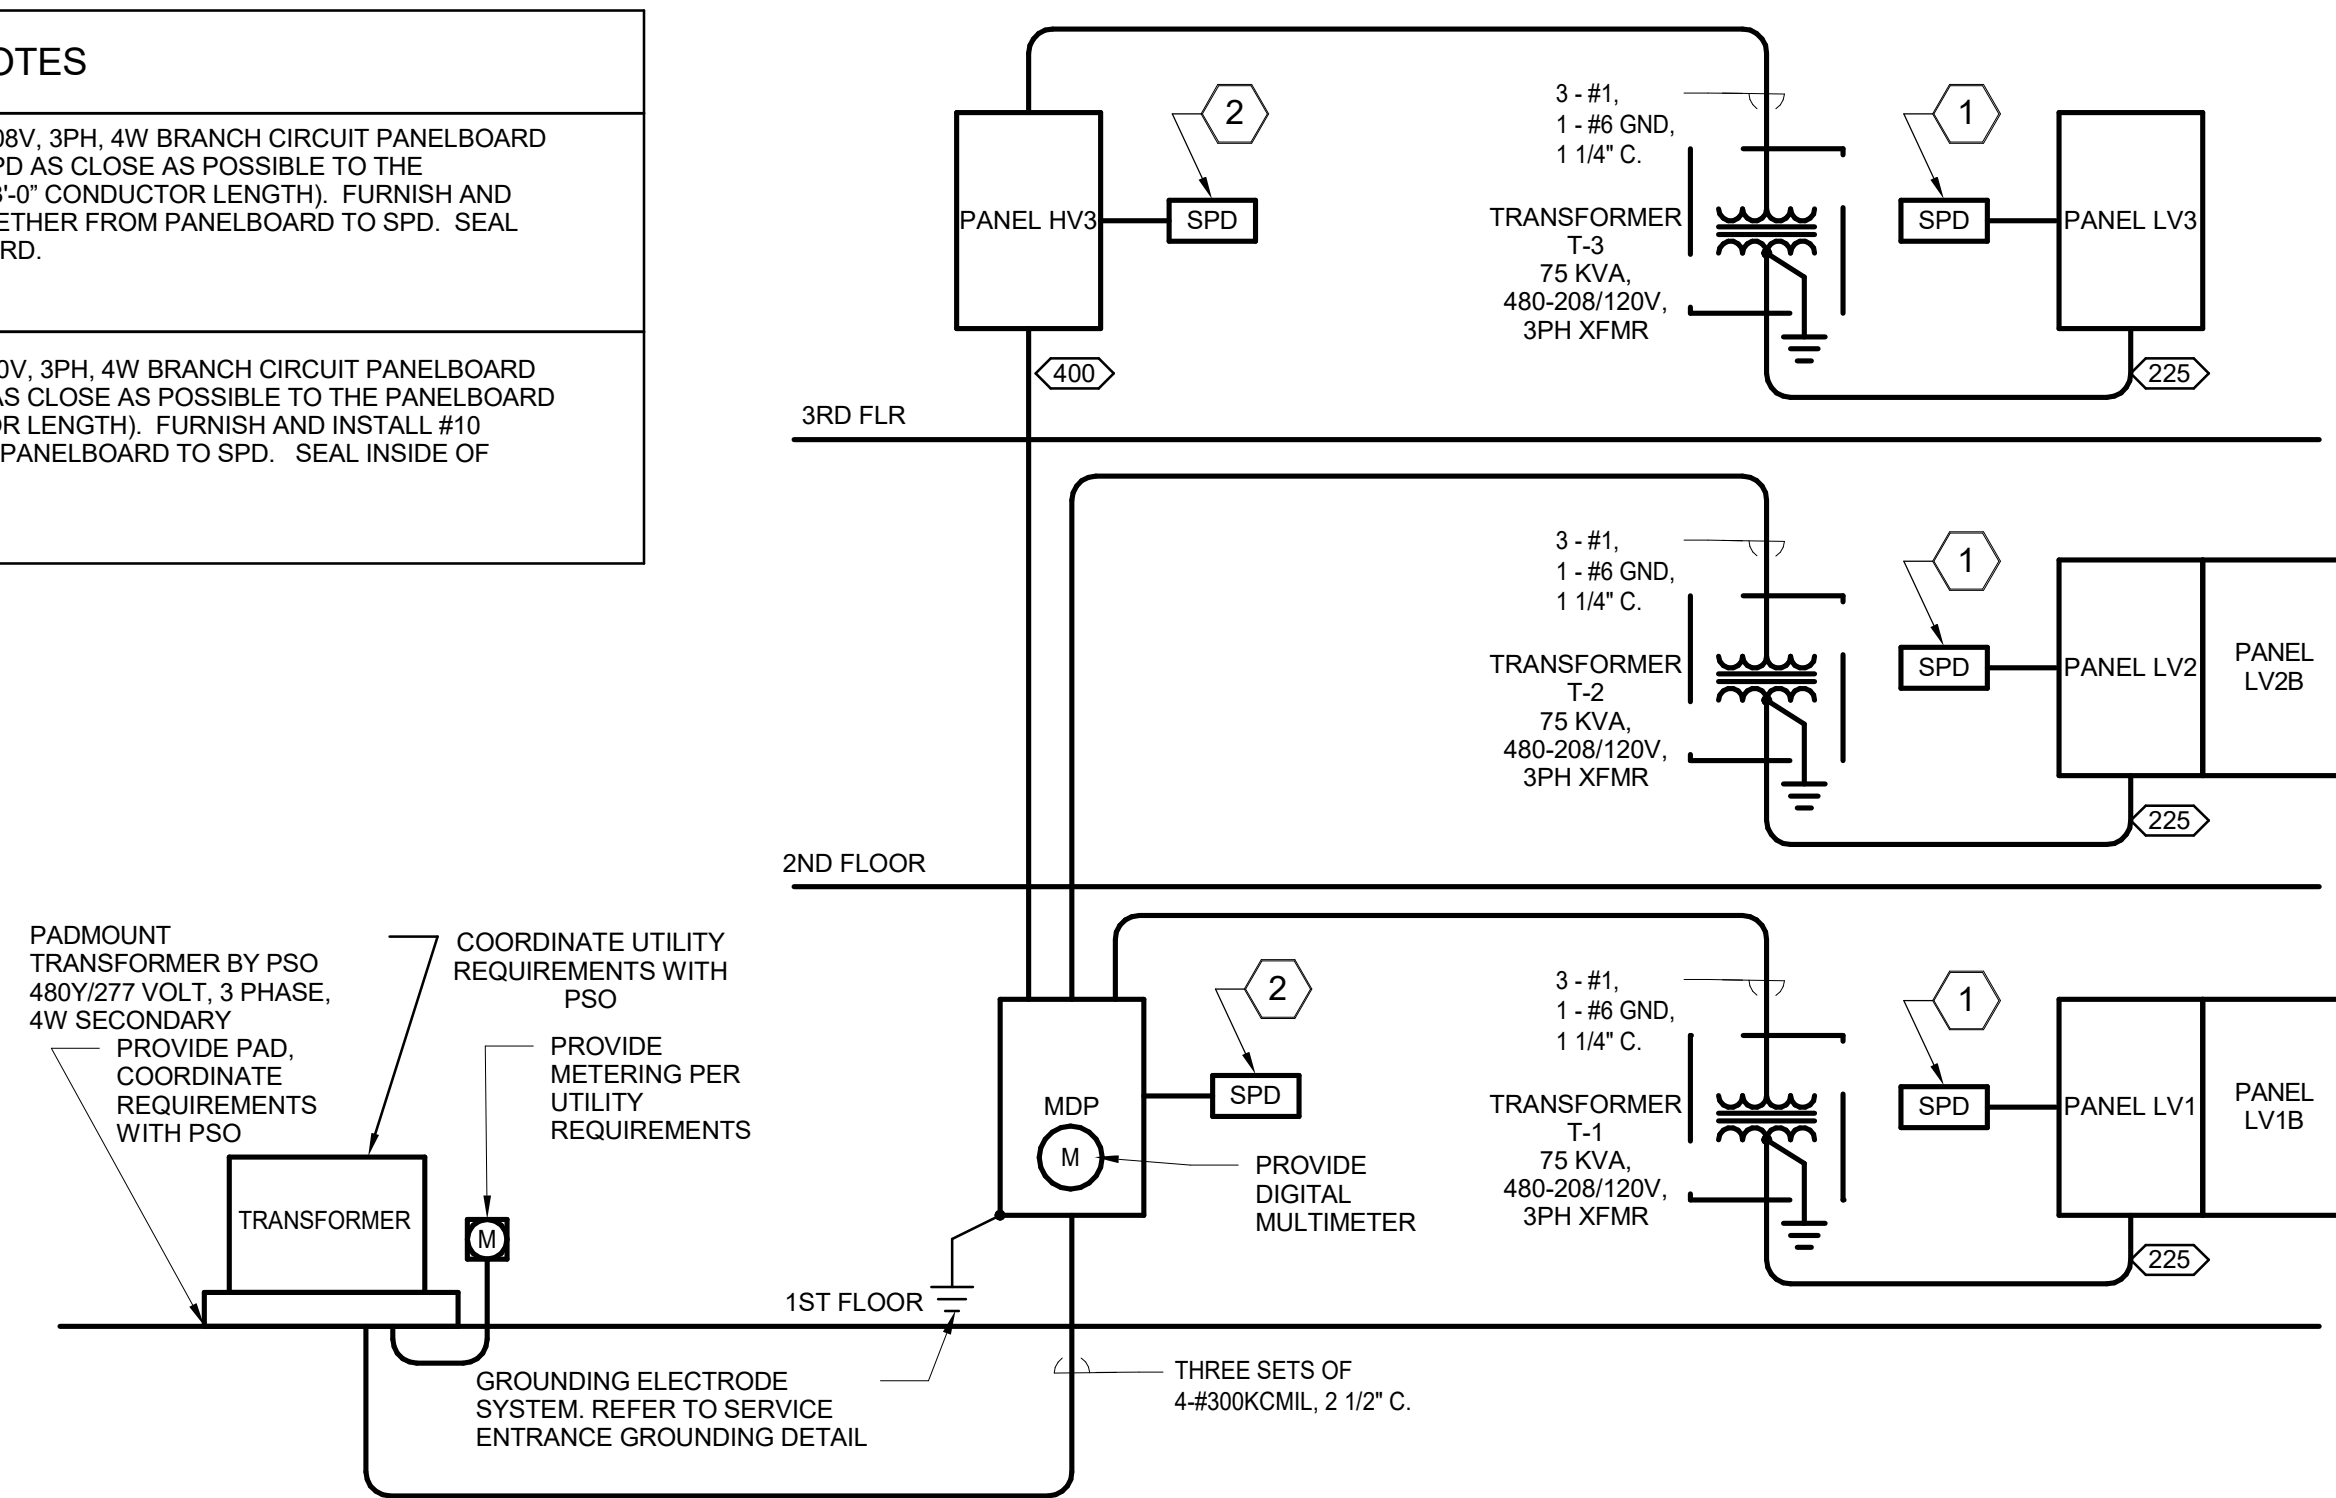 OTES
08V, 3PH, 4W BRANCH CIRCUIT PANELBOARD
PD AS CLOSE AS POSSIBLE TO THE
3'-0” CONDUCTOR LENGTH). FURNISH AND
ETHER FROM PANELBOARD TO SPD. SEAL
RD.
0V, 3PH, 4W BRANCH CIRCUIT PANELBOARD
AS CLOSE AS POSSIBLE TO THE PANELBOARD
OR LENGTH). FURNISH AND INSTALL #10
PANELBOARD TO SPD. SEAL INSIDE OF
PANEL HV3
2
SPD
400
3 - #1,
1 - #6 GND,
1 1/4" C.
TRANSFORMER
T-3
75 KVA,
480-208/120V,
3PH XFMR
1
SPD
PANEL LV3
225
3RD FLR
3 - #1,
1 - #6 GND,
1 1/4" C.
TRANSFORMER
T-2
75 KVA,
480-208/120V,
3PH XFMR
1
SPD
PANEL LV2
PANEL
LV2B
225
2ND FLOOR
PADMOUNT
TRANSFORMER BY PSO
480Y/277 VOLT, 3 PHASE,
4W SECONDARY
PROVIDE PAD,
COORDINATE
REQUIREMENTS
WITH PSO
COORDINATE UTILITY
REQUIREMENTS WITH
PSO
PROVIDE
METERING PER
UTILITY
REQUIREMENTS
TRANSFORMER
M
MDP
M
2
SPD
PROVIDE
DIGITAL
MULTIMETER
3 - #1,
1 - #6 GND,
1 1/4" C.
TRANSFORMER
T-1
75 KVA,
480-208/120V,
3PH XFMR
1
SPD
PANEL LV1
PANEL
LV1B
225
1ST FLOOR
GROUNDING ELECTRODE
SYSTEM. REFER TO SERVICE
ENTRANCE GROUNDING DETAIL
THREE SETS OF
4-#300KCMIL, 2 1/2" C.